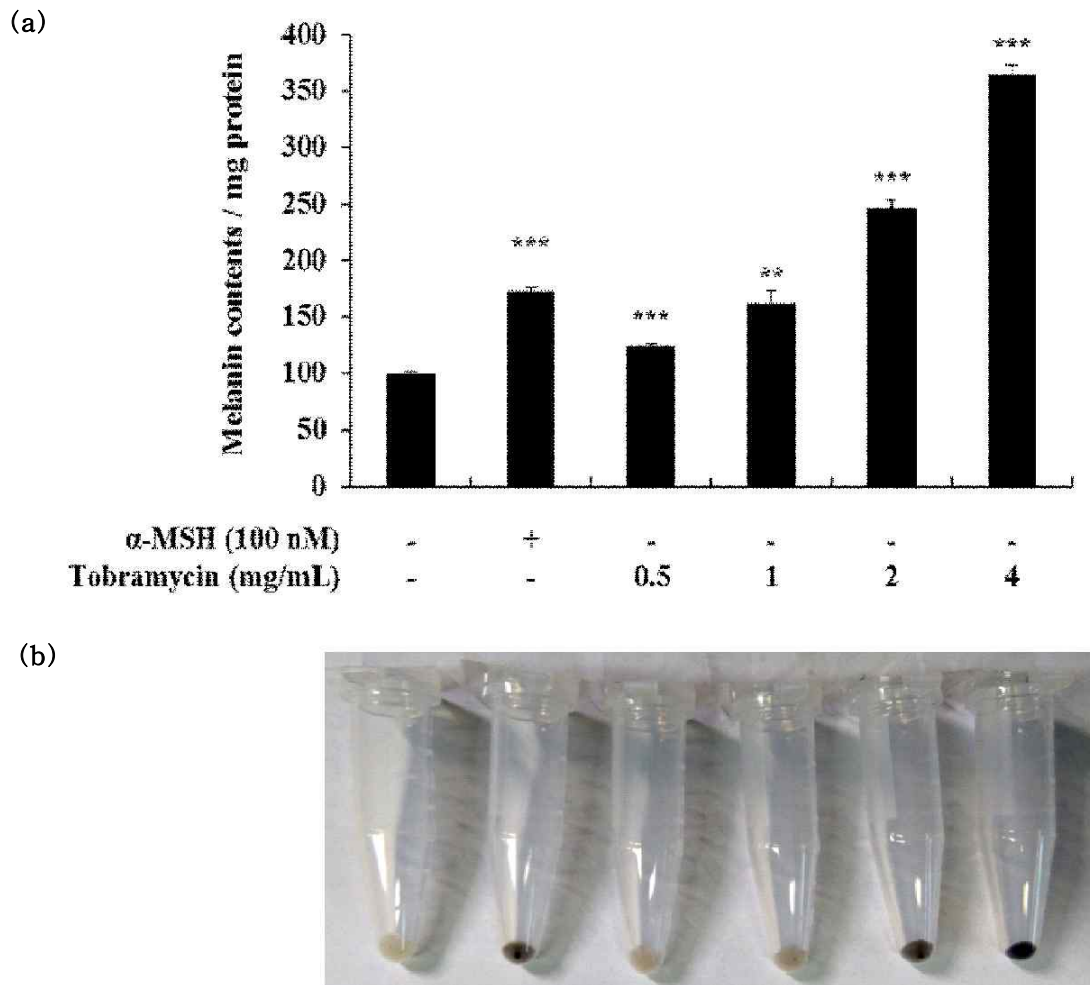 (a)
Melanin contents / mg protein
400
350
300
250
200
150
100
50
0
***
***
**
***
***
α-MSH (100 nM) - + - - - -
Tobramycin (mg/mL) - - 0.5 1 2 4
(b)